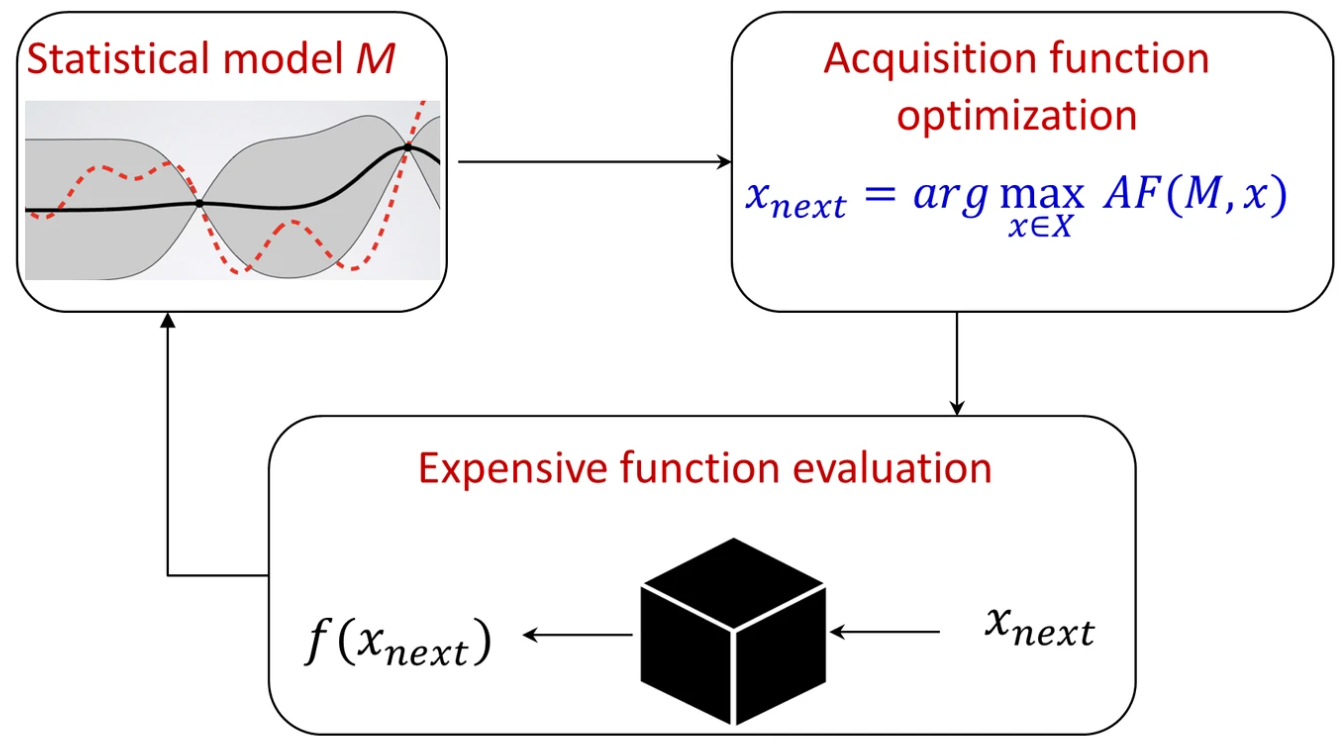 Statistical model M
Acquisition function
optimization
x_next = arg max_{x∈X} AF(M, x)
Expensive function evaluation
f(x_next)
x_next